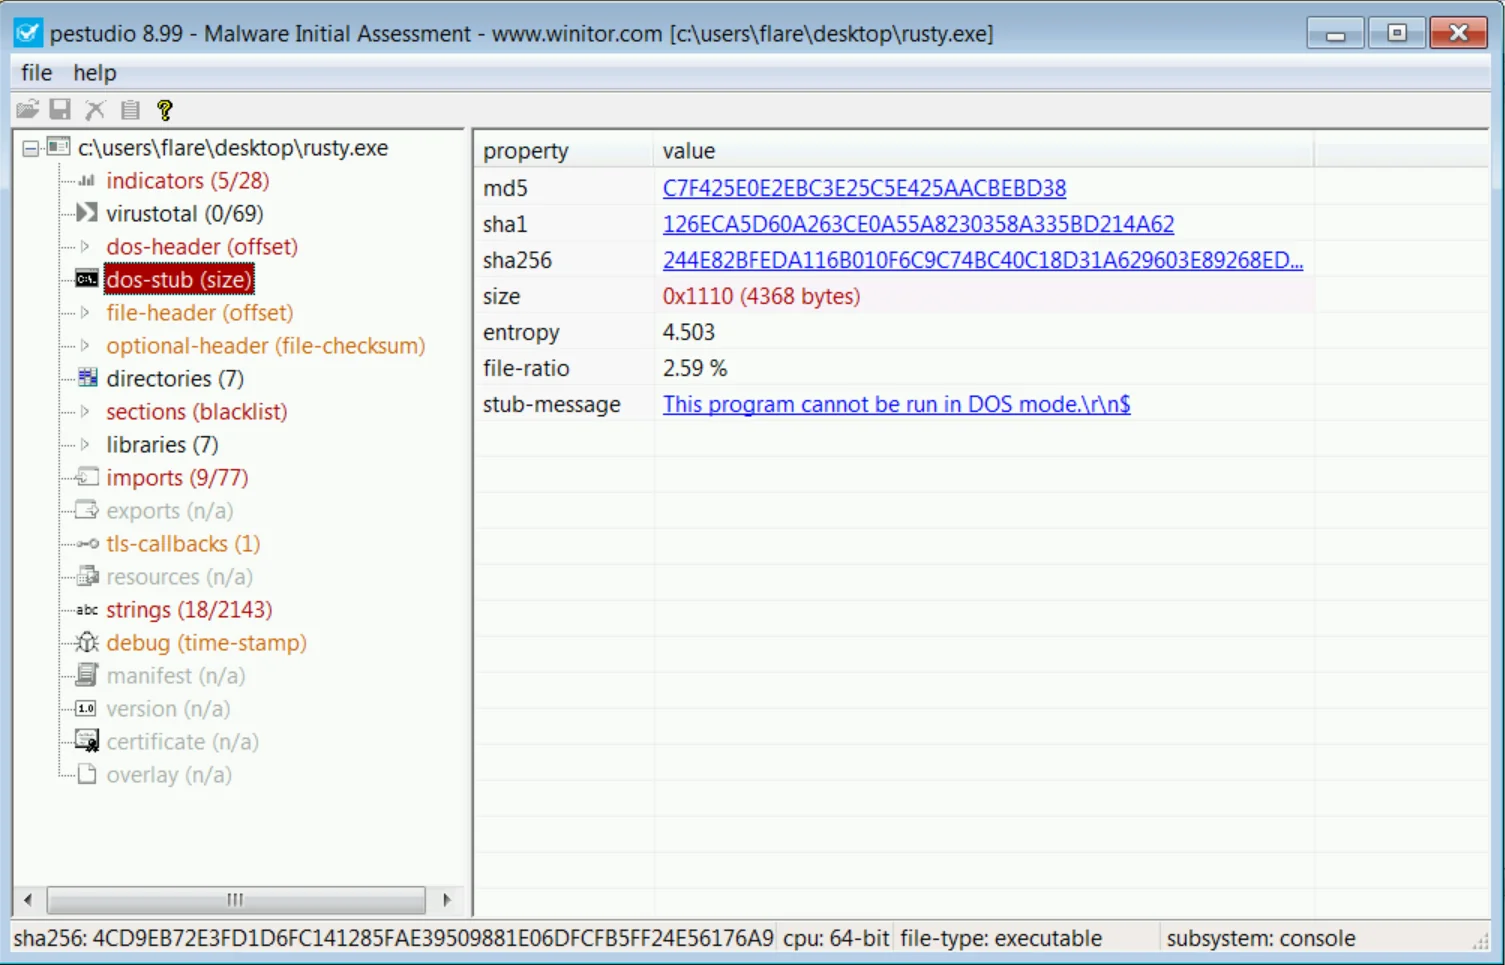 pestudio 8.99 - Malware Initial Assessment - www.winitor.com [c:\users\flare\desktop\rusty.exe]
file help
c:\users\flare\desktop\rusty.exe
indicators (5/28)
virustotal (0/69)
dos-header (offset)
dos-stub (size)
file-header (offset)
optional-header (file-checksum)
directories (7)
sections (blacklist)
libraries (7)
imports (9/77)
exports (n/a)
tls-callbacks (1)
resources (n/a)
abc strings (18/2143)
debug (time-stamp)
manifest (n/a)
1.0 version (n/a)
certificate (n/a)
overlay (n/a)
property value
md5 C7F425E0E2EBC3E25C5E425AACBEBD38
sha1 126ECA5D60A263CE0A55A8230358A335BD214A62
sha256 244E82BFEDA116B010F6C9C74BC40C18D31A629603E89268ED...
size 0x1110 (4368 bytes)
entropy 4.503
file-ratio 2.59 %
stub-message This program cannot be run in DOS mode.\r\n$
sha256: 4CD9EB72E3FD1D6FC141285FAE39509881E06DFCFB5FF24E56176A9 cpu: 64-bit file-type: executable subsystem: console